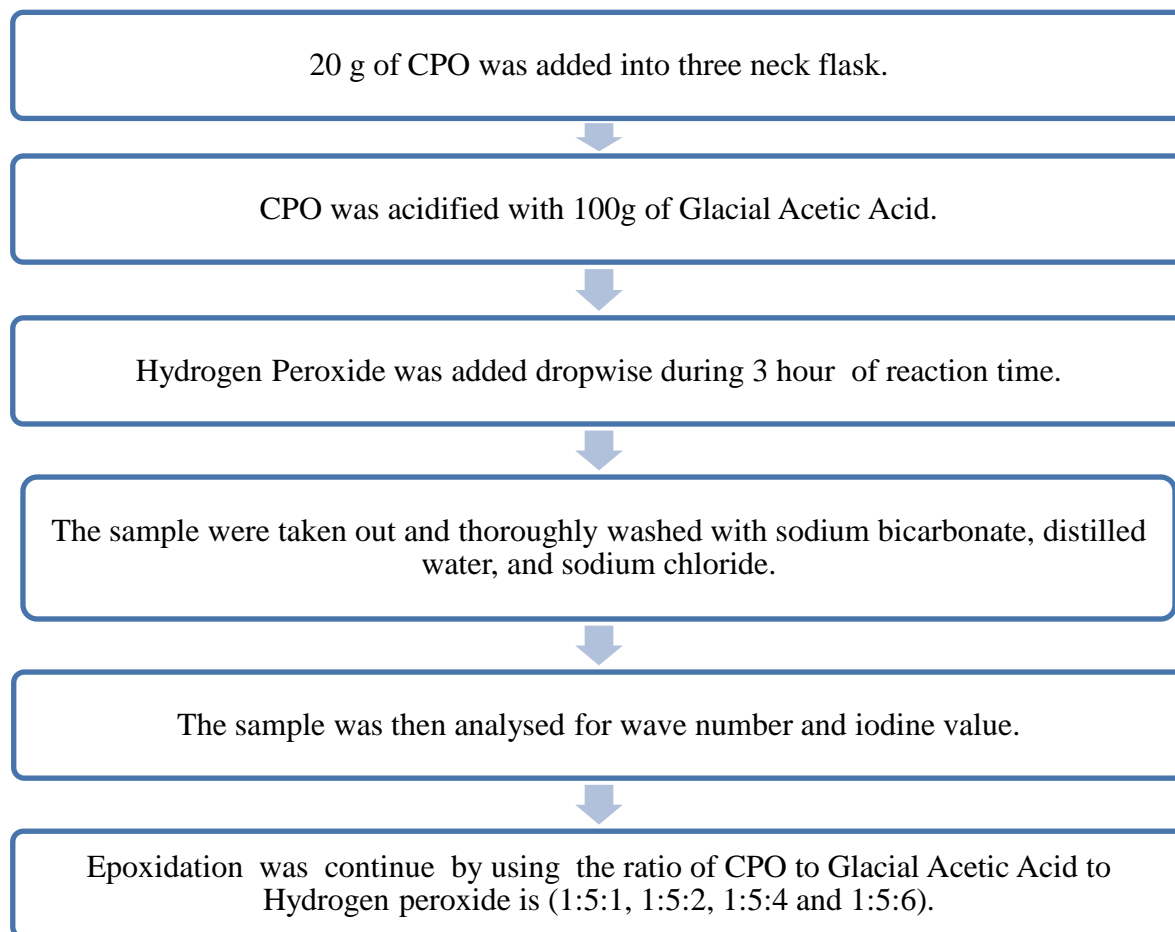 20 g of CPO was added into three neck flask.
CPO was acidified with 100g of Glacial Acetic Acid.
Hydrogen Peroxide was added dropwise during 3 hour of reaction time.
The sample were taken out and thoroughly washed with sodium bicarbonate, distilled
water, and sodium chloride.
The sample was then analysed for wave number and iodine value.
Epoxidation was continue by using the ratio of CPO to Glacial Acetic Acid to
Hydrogen peroxide is (1:5:1, 1:5:2, 1:5:4 and 1:5:6).